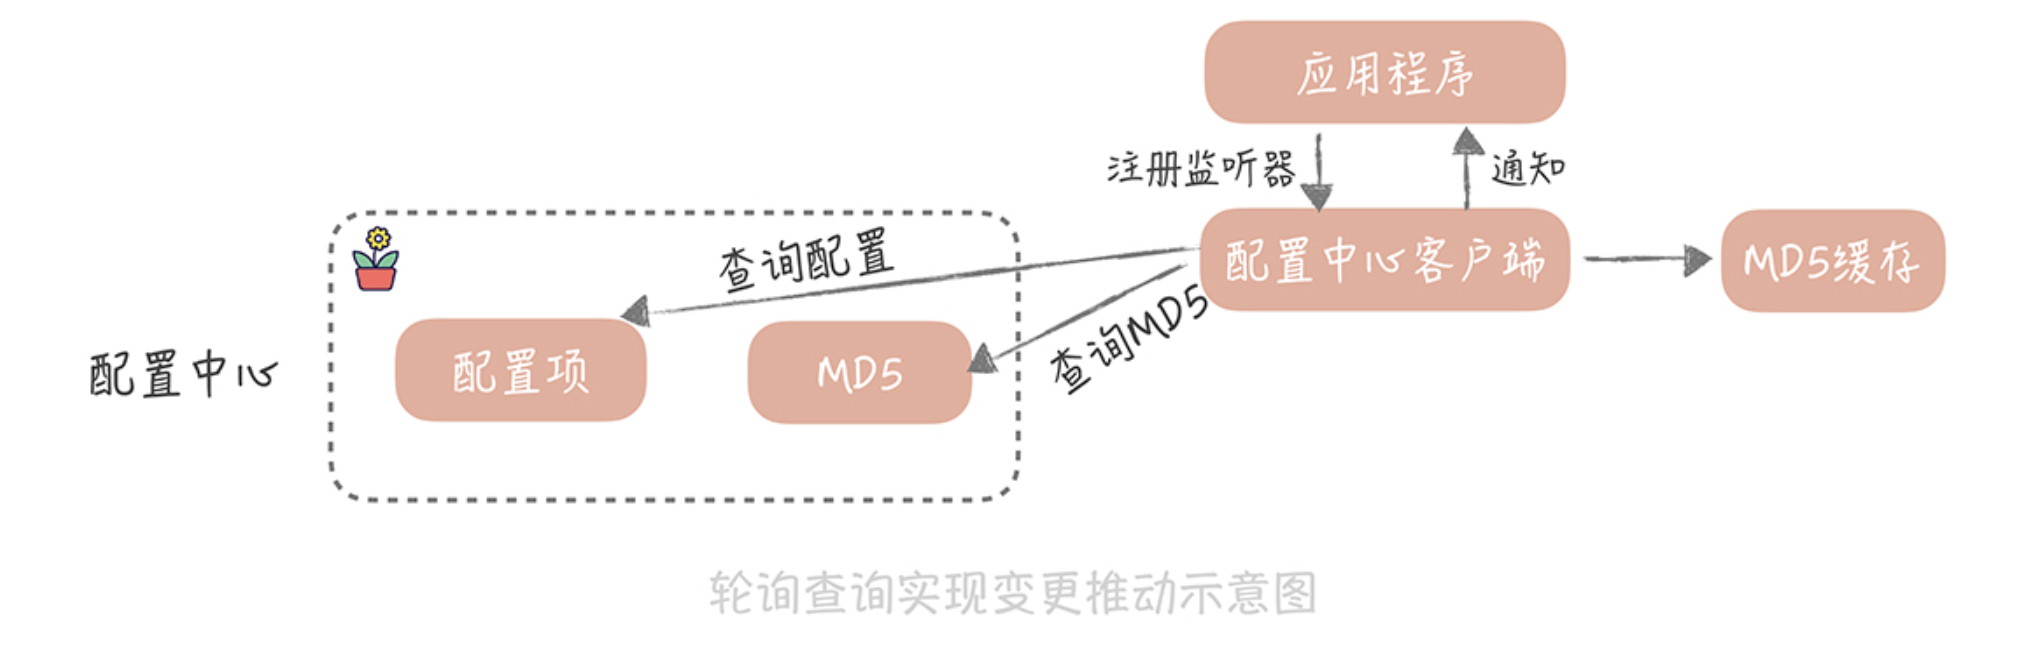 应用程序
注册监听器
通知
查询配置
配置中心客户端
MD5缓存
查询MD5
配置中心
配置项
MD5
轮询查询实现变更推动示意图